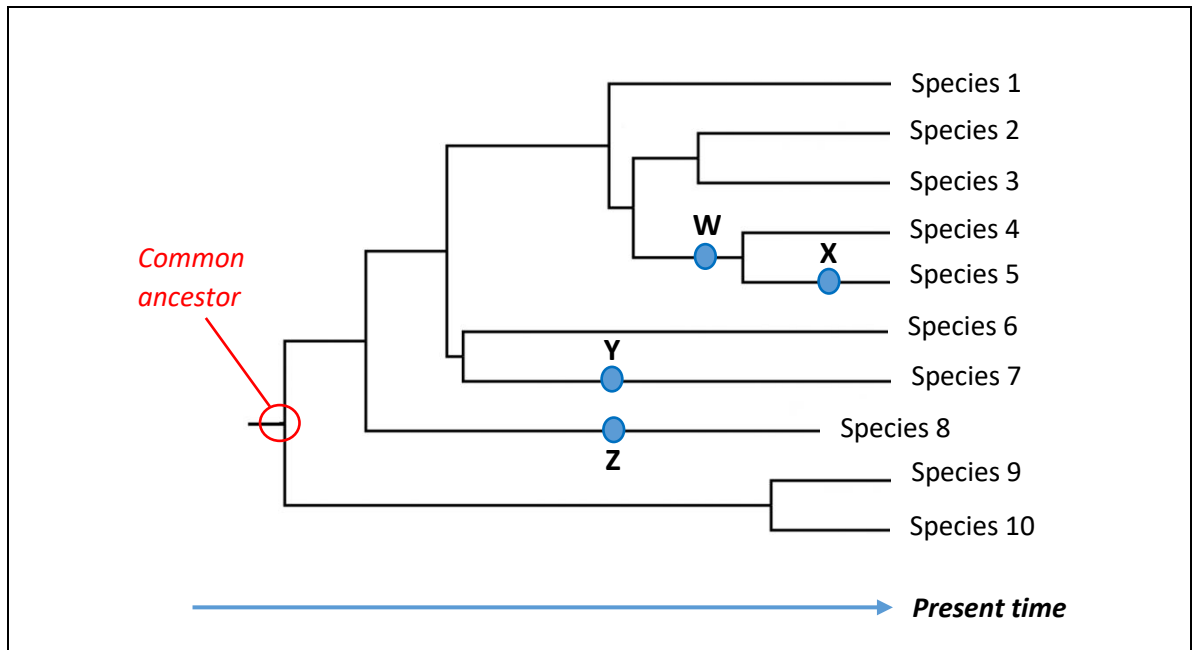 Species 1
Species 2
Species 3
W
Species 4
X
Common
ancestor
Species 5
Species 6
Y
Species 7
Species 8
Z
Species 9
Species 10
Present time